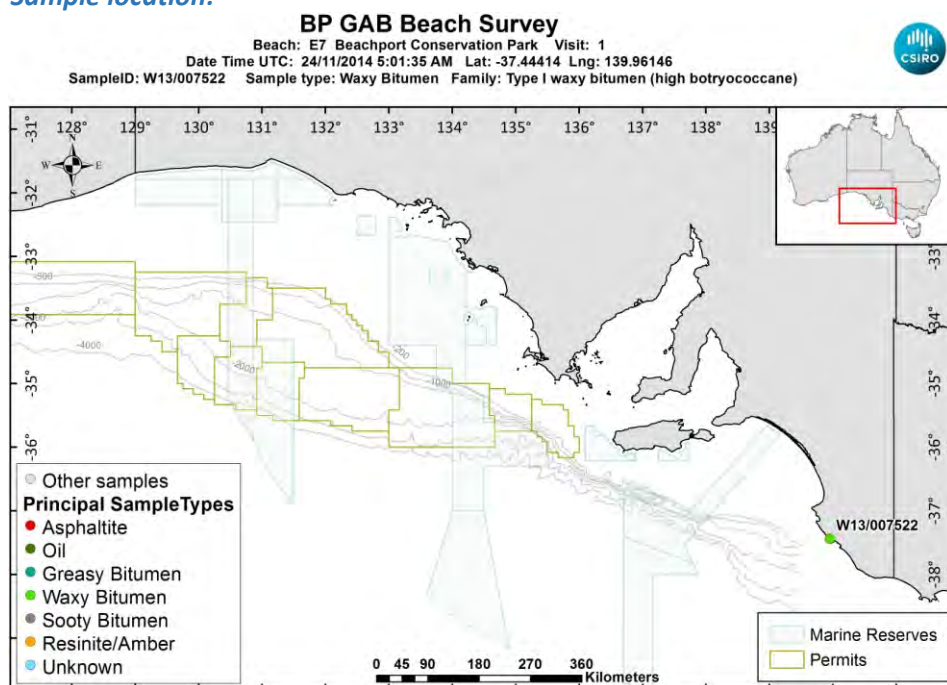 Sample location:
BP GAB Beach Survey
Beach: E7 Beachport Conservation Park Visit: 1
Date Time UTC: 24/11/2014 5:01:35 AM Lat: -37.44414 Lng: 139.96146
SampleID: W13/007522 Sample type: Waxy Bitumen Family: Type I waxy bitumen (high botryococcane)
CSIRO
128° 129° 130° 131° 132° 133° 134° 135° 136° 137° 138° 139
-31°
-32°
-33°
-34°
-35°
-36°
-37°
-38°
N
W E
S
-31°
-32°
-33°
-34°
-35°
-36°
-37°
-38°
-4000
-2000
-200
-1000
W13/007522
Other samples
Principal SampleTypes
Asphaltite
Oil
Greasy Bitumen
Waxy Bitumen
Sooty Bitumen
Resinite/Amber
Unknown
0 45 90 180 270 360
Kilometers
Marine Reserves
Permits